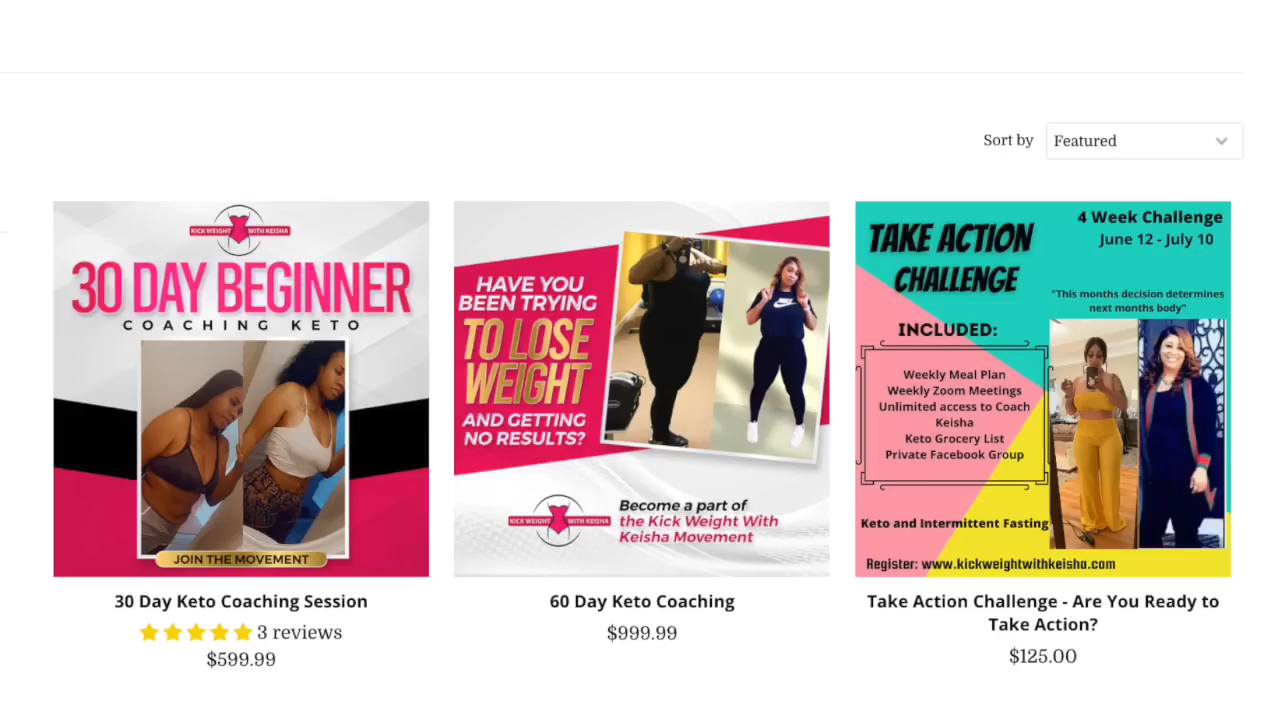 Sort by
Featured
KICK WEIGHT WITH KEISHA
30 DAY BEGINNER
COACHING KETO
JOIN THE MOVEMENT
30 Day Keto Coaching Session
3 reviews
$599.99
HAVE YOU
BEEN TRYING
TO LOSE
WEIGHT
AND GETTING
NO RESULTS?
KICK WEIGHT WITH KEISHA
Become a part of
the Kick Weight With
Keisha Movement
60 Day Keto Coaching
$999.99
TAKE ACTION
CHALLENGE
4 Week Challenge
June 12 - July 10
"This months decision determines
next months body"
INCLUDED:
Weekly Meal Plan
Weekly Zoom Meetings
Unlimited access to Coach
Keisha
Keto Grocery List
Private Facebook Group
Keto and Intermittent Fasting
Register: www.kickweightwithkeisha.com
Take Action Challenge - Are You Ready to
Take Action?
$125.00